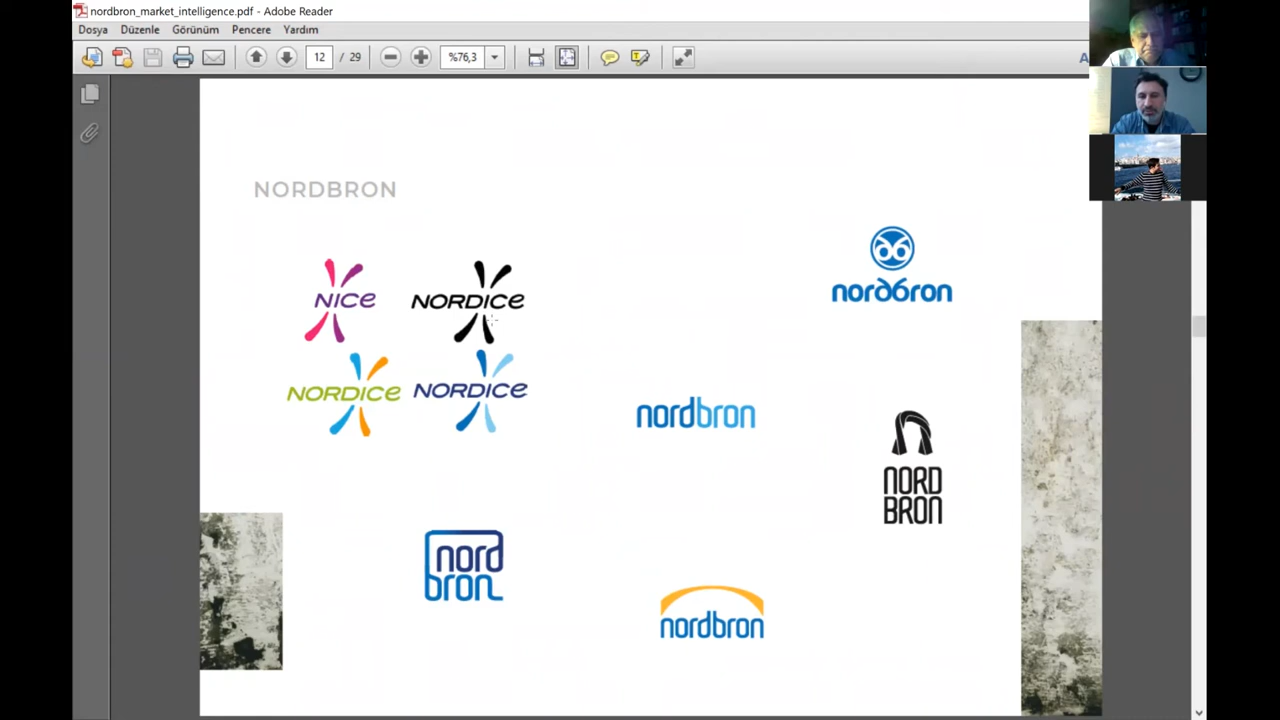 nordbron_market_intelligence.pdf - Adobe Reader
Dosya Düzenle Görünüm Pencere Yardım
12 / 29 %76,3
NORDBRON
NICE NORDICE
NORDICE NORDICE
nordbron
nordbron
NORD
BRON
nord
bron
nordbron